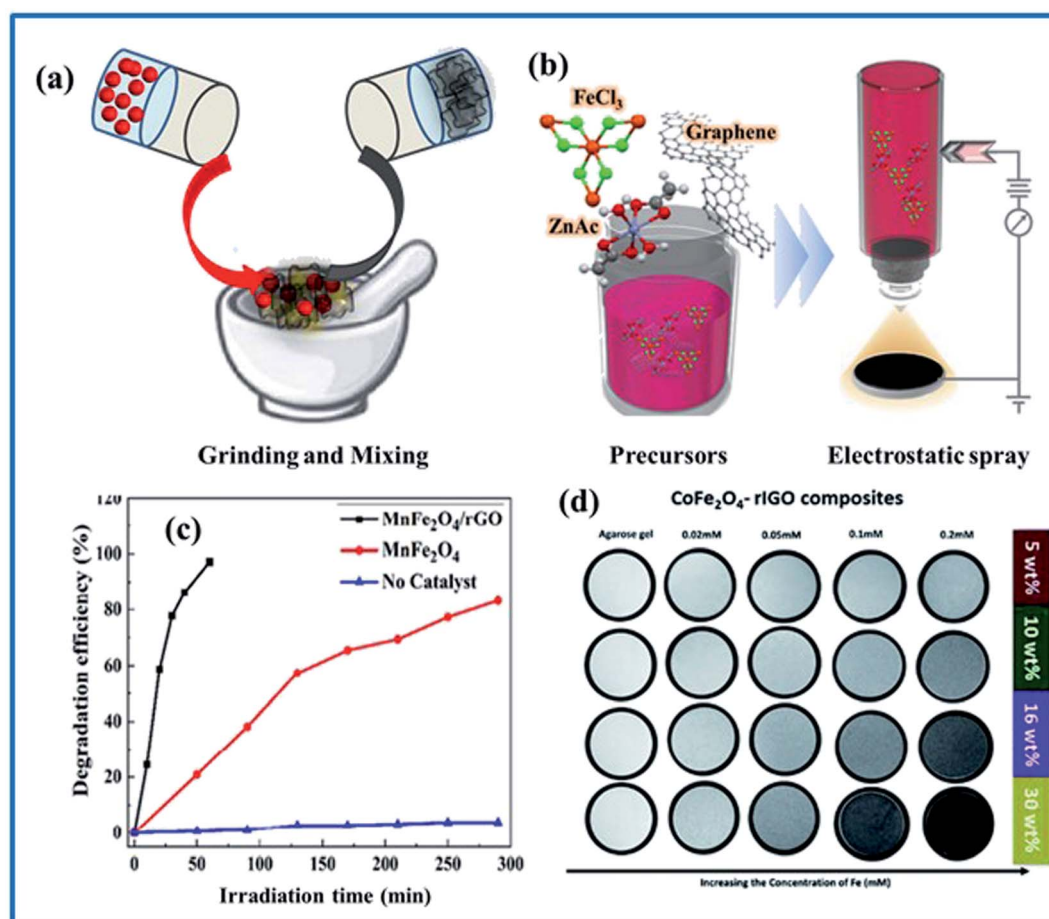 (a)
Grinding and Mixing
(b)
FeCl₃
Graphene
ZnAc
Precursors
Electrostatic spray
(c)
MnFe₂O₄/rGO
MnFe₂O₄
No Catalyst
Degradation efficiency (%)
120
100
80
60
40
20
0
0 50 100 150 200 250 300
Irradiation time (min)
(d)
CoFe₂O₄- rIGO composites
Agarose gel 0.02mM 0.05mM 0.1mM 0.2mM
5 wt%
10 wt%
16 wt%
30 wt%
Increasing the Concentration of Fe (mM)